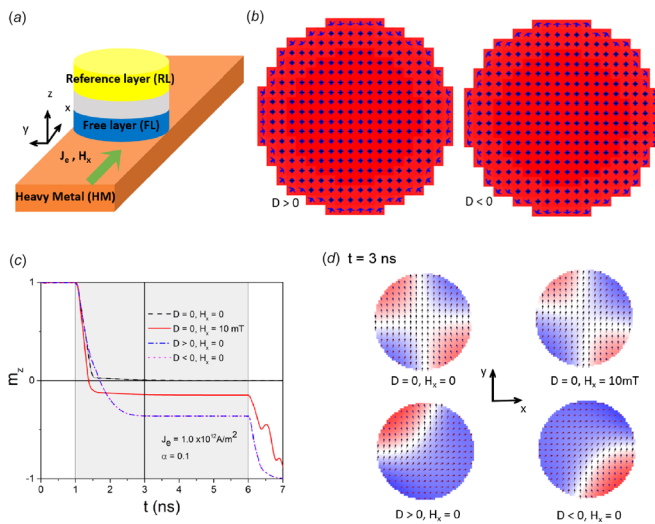 (a)
Reference layer (RL)
Free layer (FL)
z
x
y
Je , Hx
Heavy Metal (HM)
(b)
D > 0
D < 0
(c)
mz
1
0
-1
D = 0, Hx = 0
D = 0, Hx = 10 mT
D > 0, Hx = 0
D < 0, Hx = 0
Je = 1.0 x10¹²A/m²
α = 0.1
0 1 2 3 4 5 6 7
t (ns)
(d) t = 3 ns
D = 0, Hx = 0
D = 0, Hx = 10mT
y
x
D > 0, Hx = 0
D < 0, Hx = 0